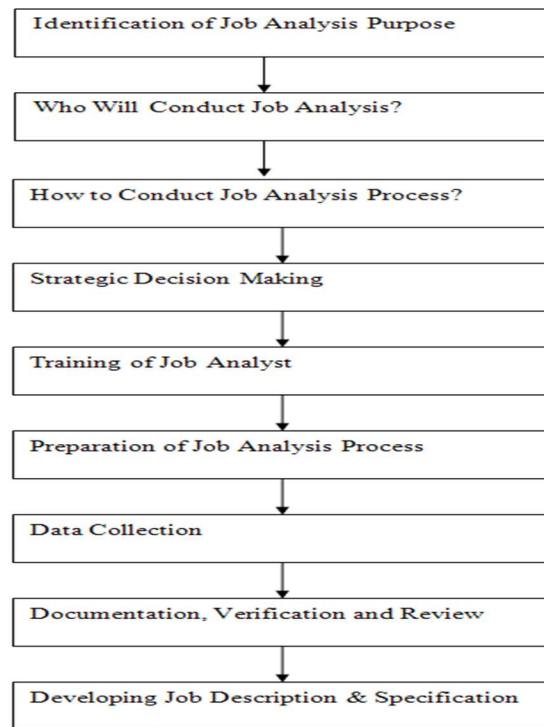 Identification of Job Analysis Purpose
Who Will Conduct Job Analysis?
How to Conduct Job Analysis Process?
Strategic Decision Making
Training of Job Analyst
Preparation of Job Analysis Process
Data Collection
Documentation, Verification and Review
Developing Job Description & Specification